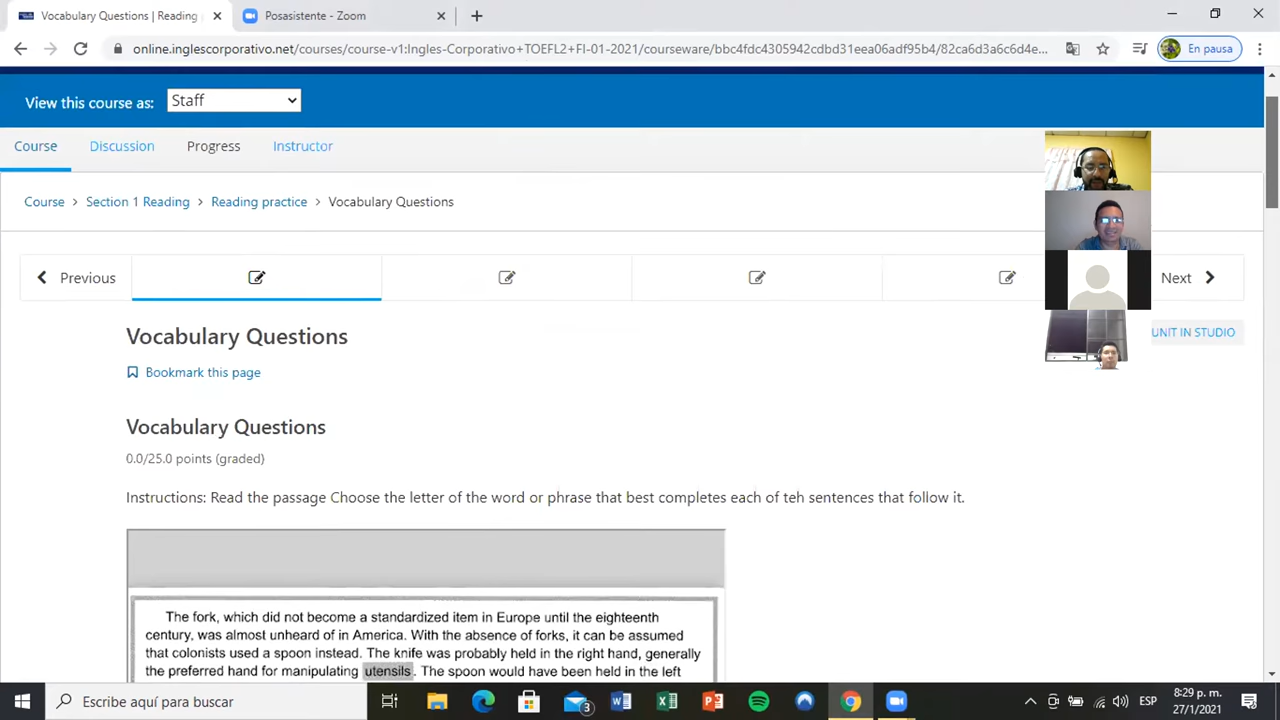 Vocabulary Questions | Reading
Posasistente - Zoom
online.inglescorporativo.net/courses/course-v1:Ingles-Corporativo+TOEFL2+FI-01-2021/courseware/bbc4fdc4305942cdbd31eea06adf95b4/82ca6d3a6c6d4e...
En pausa
View this course as:
Staff
Course
Discussion
Progress
Instructor
Course > Section 1 Reading > Reading practice > Vocabulary Questions
Previous
Next
UNIT IN STUDIO
Vocabulary Questions
Bookmark this page
Vocabulary Questions
0.0/25.0 points (graded)
Instructions: Read the passage Choose the letter of the word or phrase that best completes each of teh sentences that follow it.
The fork, which did not become a standardized item in Europe until the eighteenth
century, was almost unheard of in America. With the absence of forks, it can be assumed
that colonists used a spoon instead. The knife was probably held in the right hand, generally
the preferred hand for manipulating utensils. The spoon would have been held in the left
Escribe aquí para buscar
3
ESP
8:29 p. m.
27/1/2021